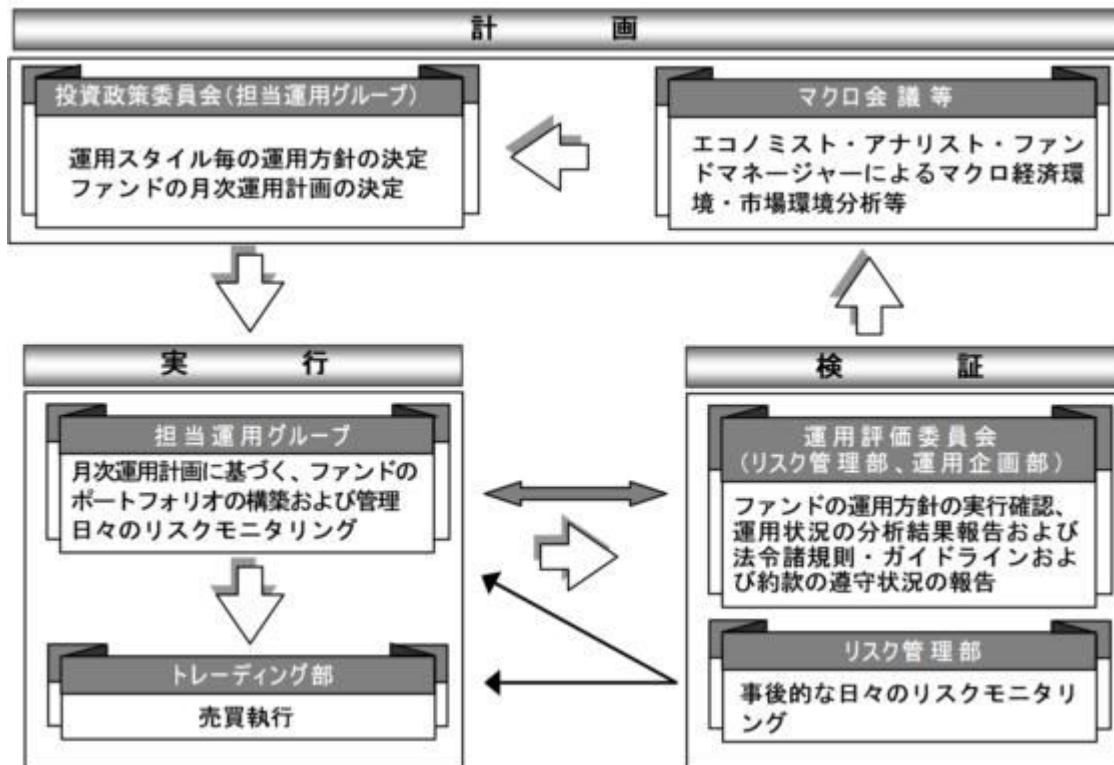 計　画
投資政策委員会（担当運用グループ）
運用スタイル毎の運用方針の決定
ファンドの月次運用計画の決定
マクロ会議等
エコノミスト・アナリスト・ファン
ドマネージャーによるマクロ経済環
境・市場環境分析等
実　行
担当運用グループ
月次運用計画に基づく、ファンドの
ポートフォリオの構築および管理
日々のリスクモニタリング
トレーディング部
売買執行
検　証
運用評価委員会
（リスク管理部、運用企画部）
ファンドの運用方針の実行確認、
運用状況の分析結果報告および
法令諸規則・ガイドラインおよ
び約款の遵守状況の報告
リスク管理部
事後的な日々のリスクモニタリ
ング